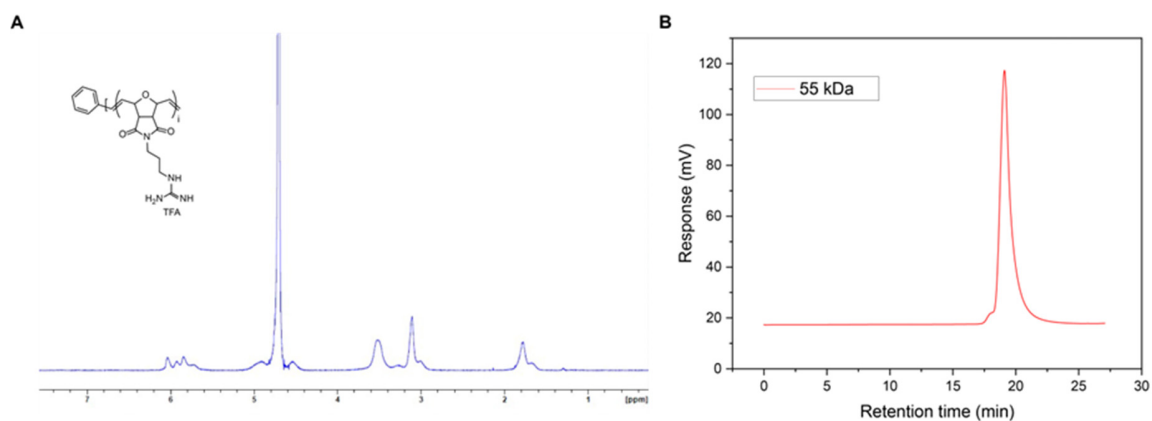 A
O
O
O
N
NH
H₂N
NH
TFA
i
7
6
5
4
3
2
1
[ppm]
B
55 kDa
Response (mV)
120
100
80
60
40
20
0
0
5
10
15
20
25
30
Retention time (min)